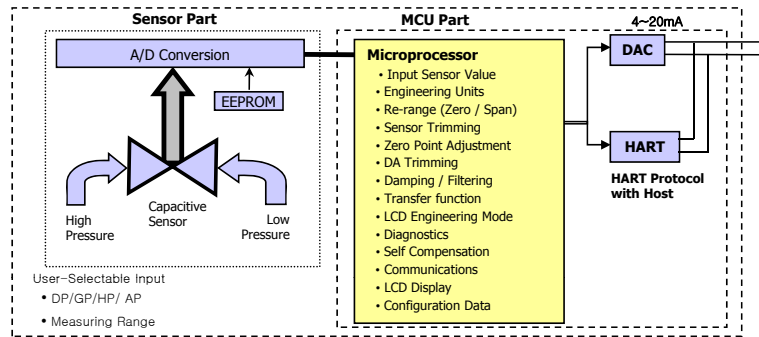 Sensor Part
A/D Conversion
EEPROM
High
Pressure
Capacitive
Sensor
Low
Pressure
User-Selectable Input
• DP/GP/HP/ AP
• Measuring Range
MCU Part
Microprocessor
• Input Sensor Value
• Engineering Units
• Re-range (Zero / Span)
• Sensor Trimming
• Zero Point Adjustment
• DA Trimming
• Damping / Filtering
• Transfer function
• LCD Engineering Mode
• Diagnostics
• Self Compensation
• Communications
• LCD Display
• Configuration Data
4~20mA
DAC
HART
HART Protocol
with Host